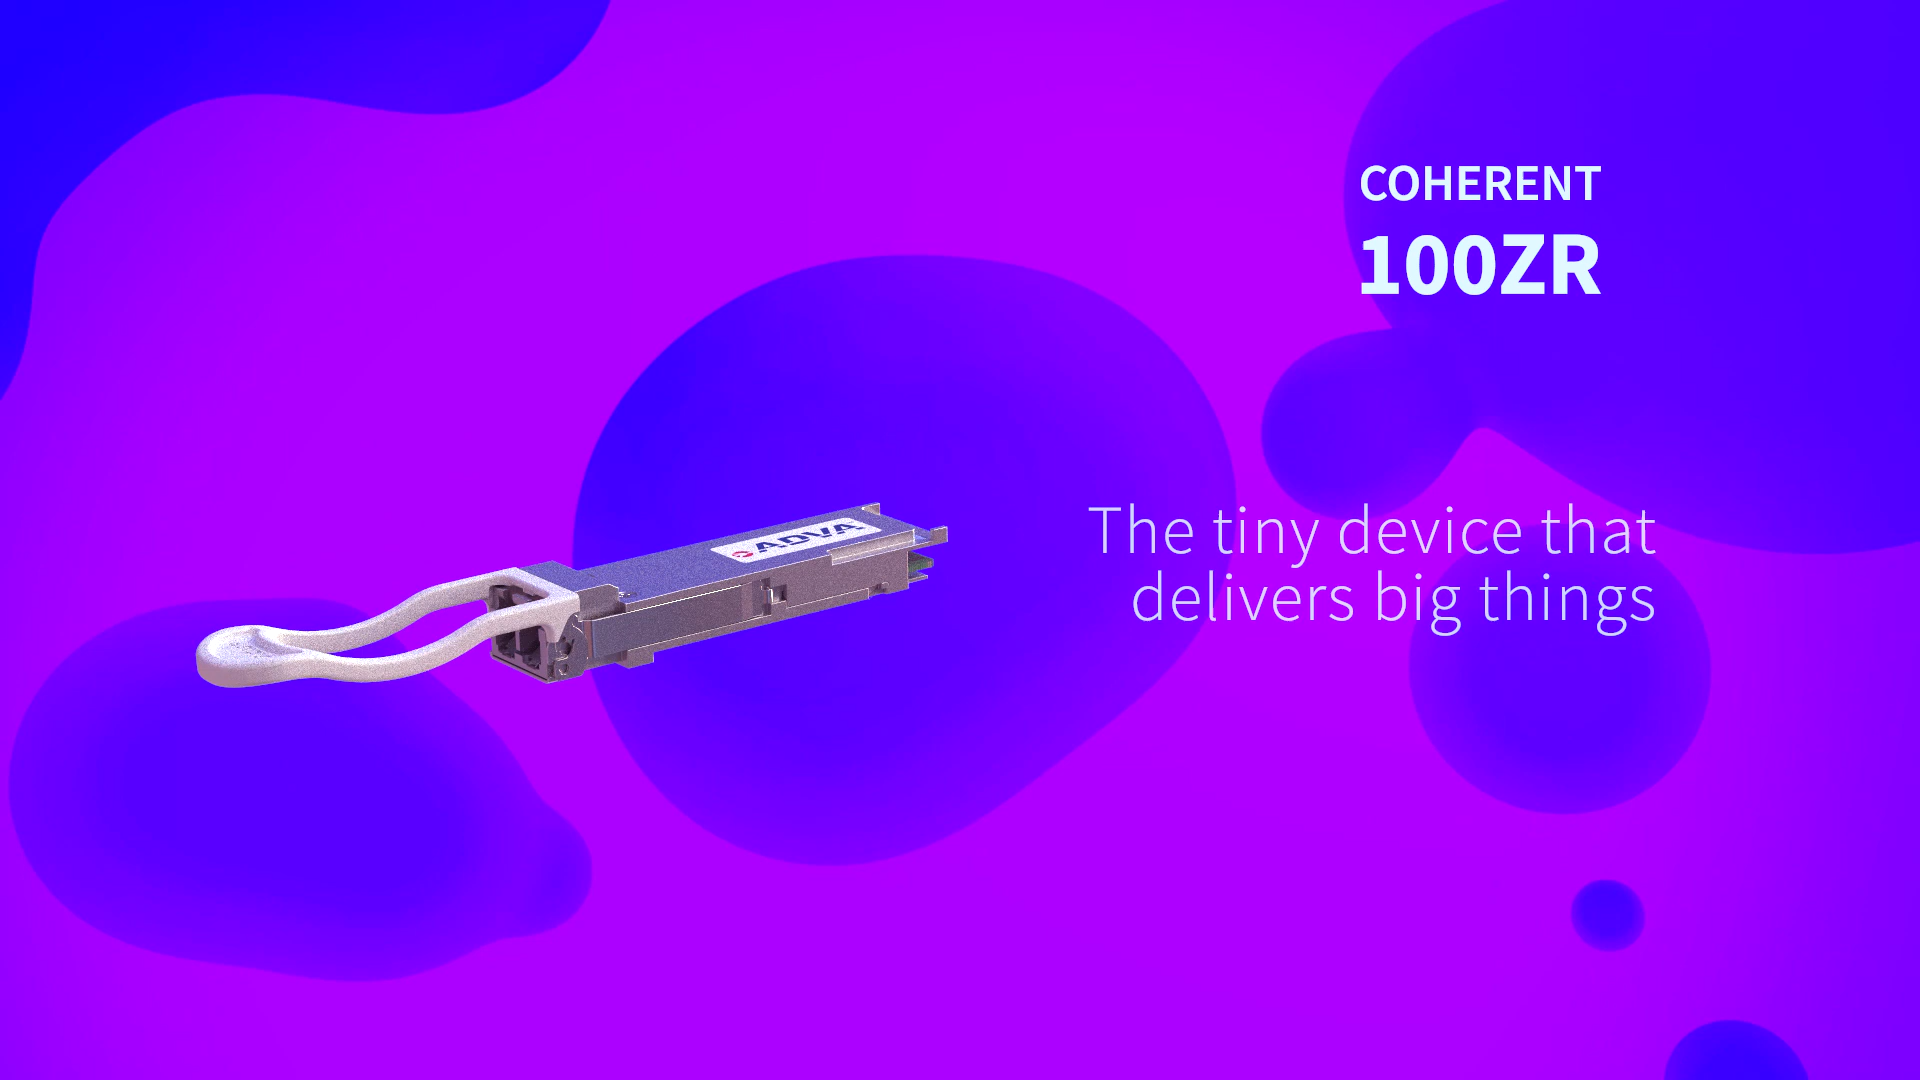 COHERENT
100ZR
ADVA
The tiny device that
delivers big things